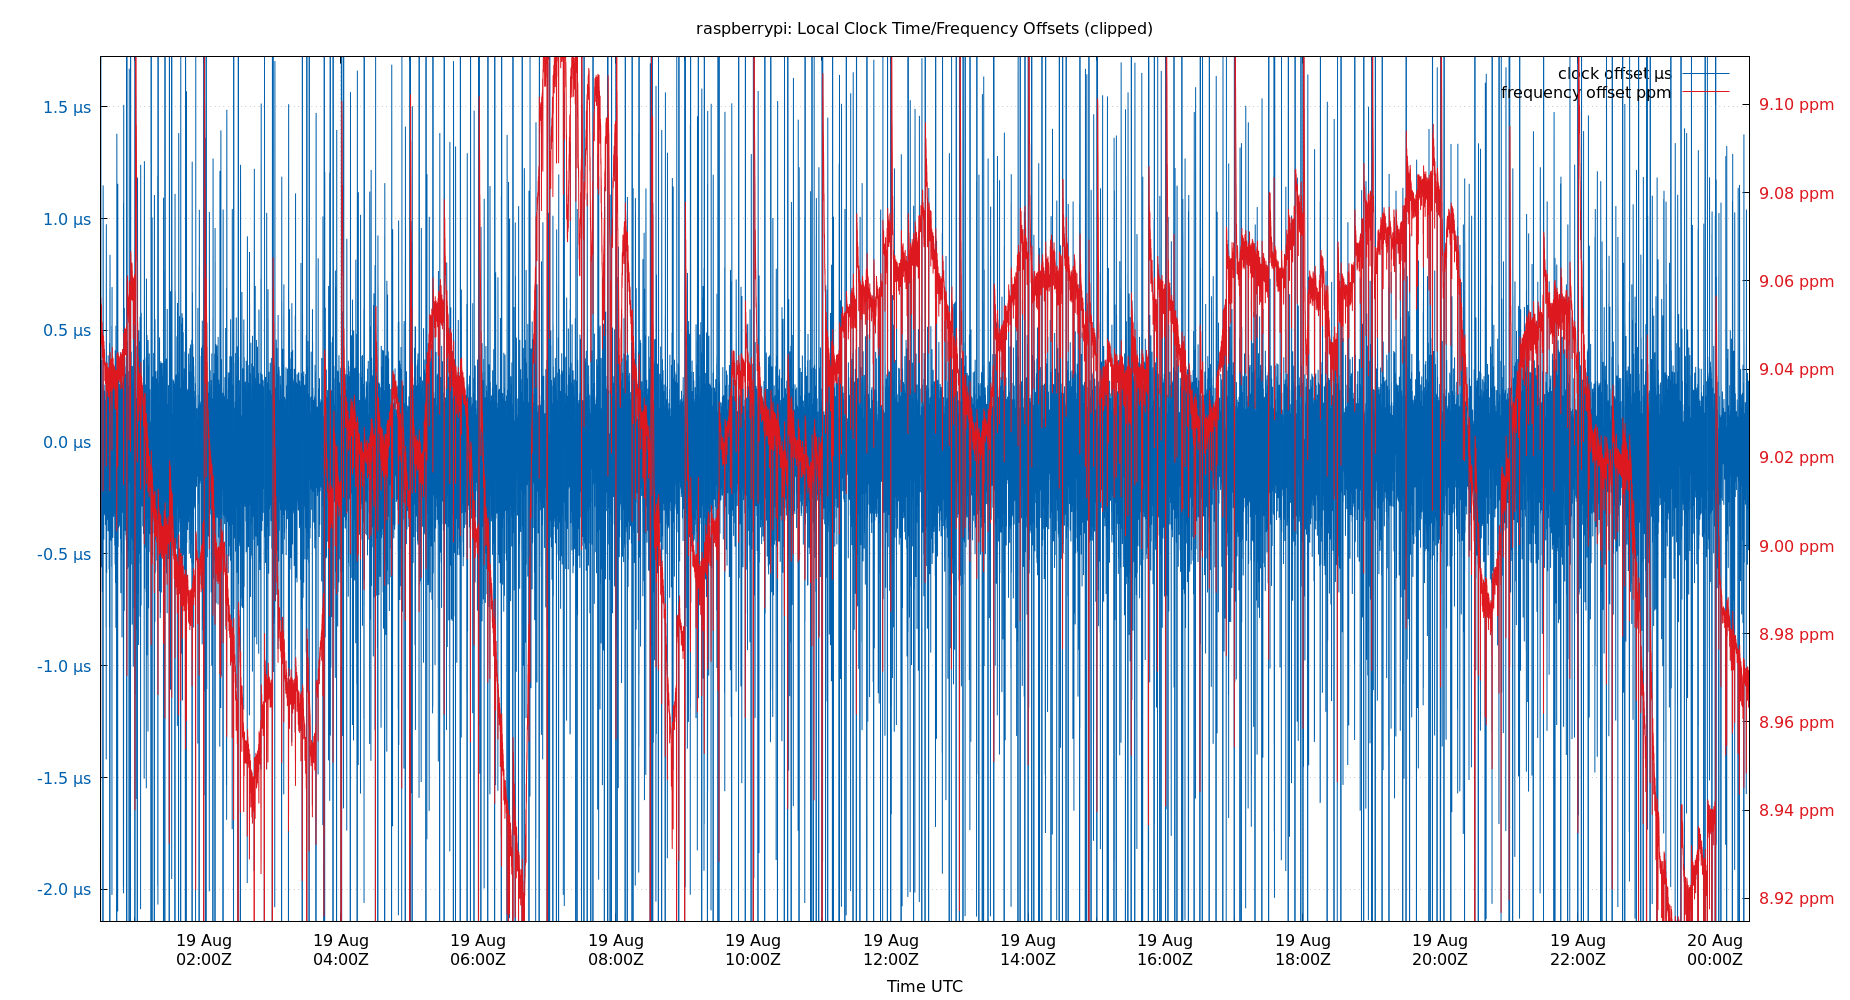 raspberrypi: Local Clock Time/Frequency Offsets (clipped)
clock offset µs
frequency offset ppm
1.5 µs
1.0 µs
0.5 µs
0.0 µs
-0.5 µs
-1.0 µs
-1.5 µs
-2.0 µs
9.10 ppm
9.08 ppm
9.06 ppm
9.04 ppm
9.02 ppm
9.00 ppm
8.98 ppm
8.96 ppm
8.94 ppm
8.92 ppm
19 Aug 19 Aug 19 Aug 19 Aug 19 Aug 19 Aug 19 Aug 19 Aug 19 Aug 19 Aug 19 Aug 20 Aug
02:00Z 04:00Z 06:00Z 08:00Z 10:00Z 12:00Z 14:00Z 16:00Z 18:00Z 20:00Z 22:00Z 00:00Z
Time UTC